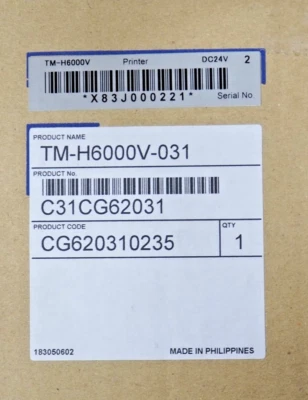 TM-H6000V Printer DC24V 2
*X83J000221* Serial No.
PRODUCT NAME
TM-H6000V-031
PRODUCT No.
C31CG62031
PRODUCT CODE QTY
CG620310235 1
183050602 MADE IN PHILIPPINES